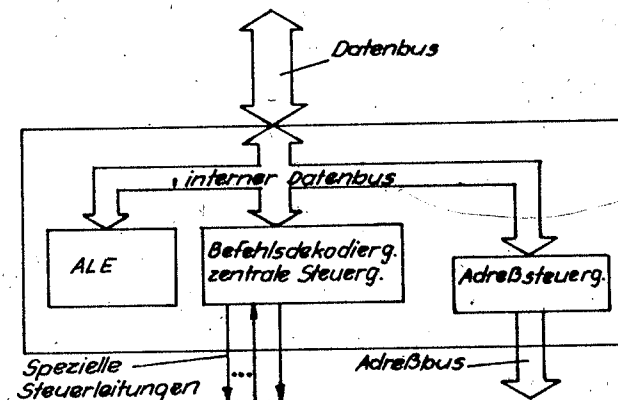 Datenbus
interner Datenbus
ALE
Befehlsdekodierg.
zentrale Steuerg.
Adreßsteuerg.
Spezielle
Steuerleitungen
...
Adreßbus